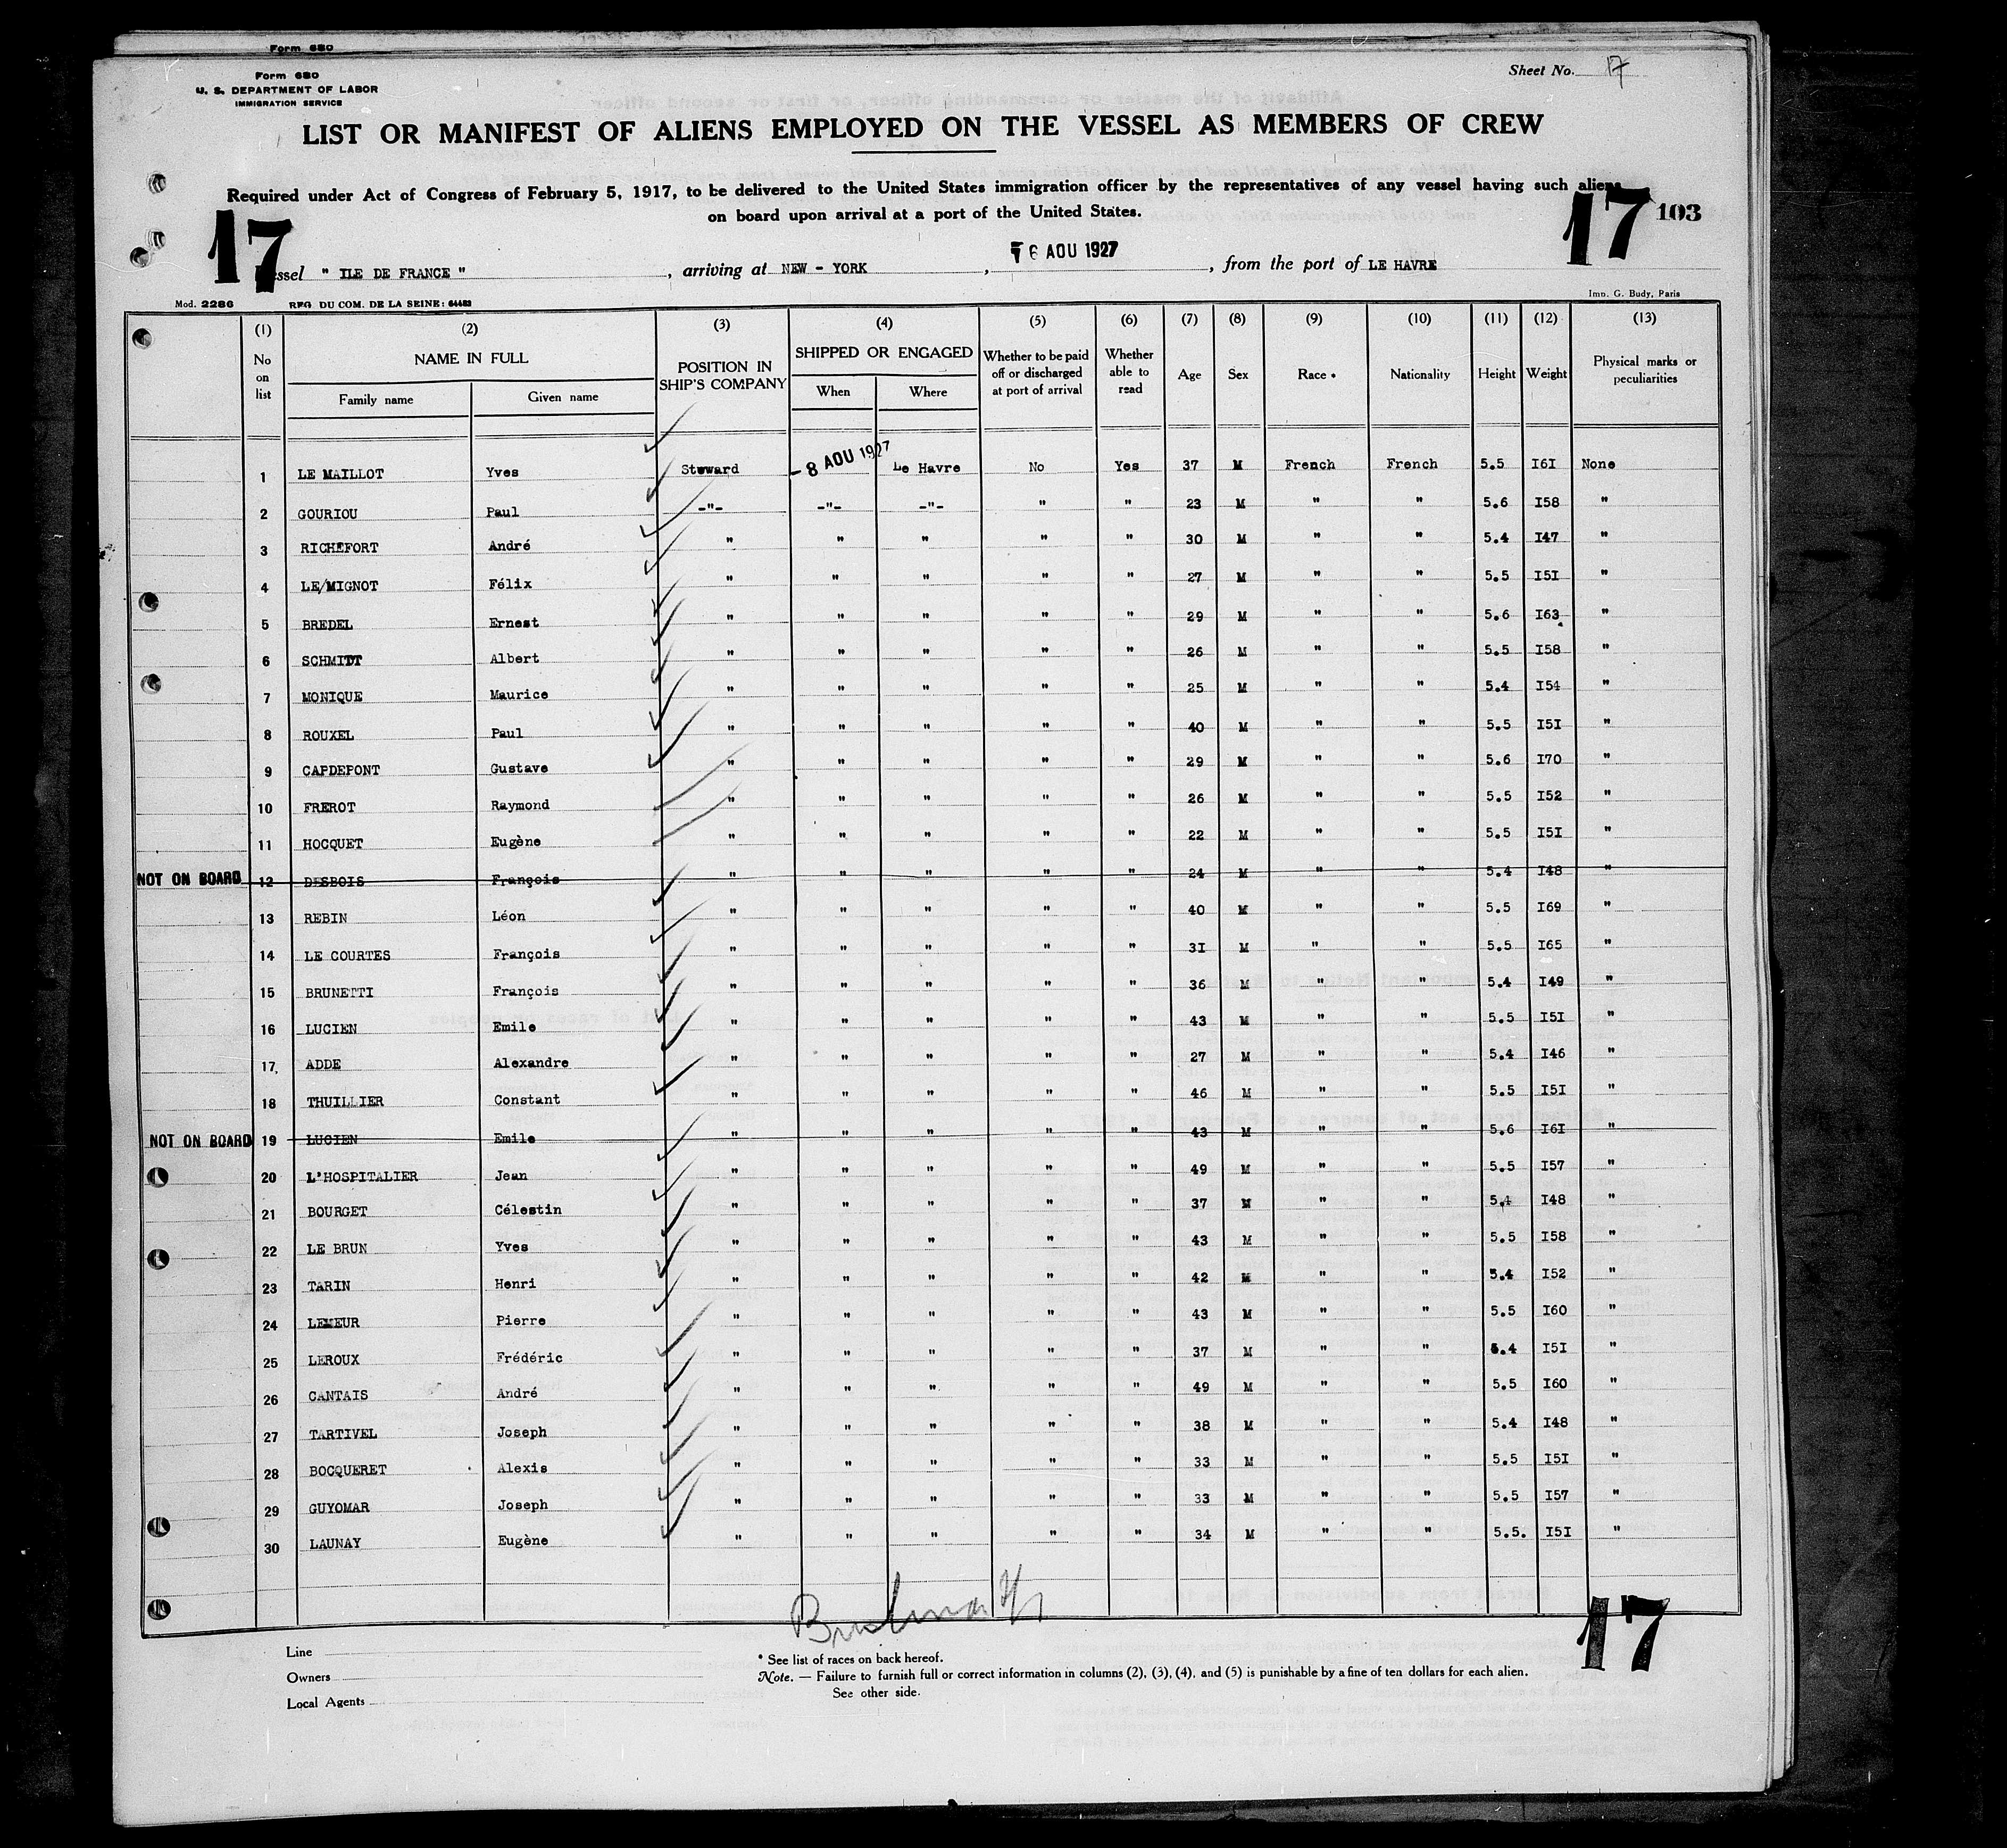 Form 680
Form 680
U. S. DEPARTMENT OF LABOR
IMMIGRATION SERVICE
Sheet No. 17
LIST OR MANIFEST OF ALIENS EMPLOYED ON THE VESSEL AS MEMBERS OF CREW
Required under Act of Congress of February 5, 1917, to be delivered to the United States immigration officer by the representatives of any vessel having such aliens
on board upon arrival at a port of the United States.
17 17 103
Vessel " ILE DE FRANCE " , arriving at NEW - YORK , 6 AOU 1927 , from the port of LE HAVRE
Mod. 2286 REG. DU COM. DE LA SEINE: 64483 Imp. G. Budy, Paris
(1) (2) (3) (4) (5) (6) (7) (8) (9) (10) (11) (12) (13)
No on list NAME IN FULL Family name Given name POSITION IN SHIP'S COMPANY SHIPPED OR ENGAGED When Where Whether to be paid off or discharged at port of arrival Whether able to read Age Sex Race * Nationality Height Weight Physical marks or peculiarities
1 LE MAILLOT Yves Steward - 8 AOU 1927 Le Havre No Yes 37 M French French 5.5 I6I None
2 GOURIOU Paul -"- -"- -"- " " 23 M " " 5.6 I58 "
3 RICHEFORT André " " " " " 30 M " " 5.4 I47 "
4 LE/MIGNOT Félix " " " " " 27 M " " 5.5 I5I "
5 BREDEL Ernest " " " " " 29 M " " 5.6 I63 "
6 SCHMITT Albert " " " " " 26 M " " 5.5 I58 "
7 MONIQUE Maurice " " " " " 25 M " " 5.4 I54 "
8 ROUXEL Paul " " " " " 40 M " " 5.5 I5I "
9 CAPDEPONT Gustave " " " " " 29 M " " 5.6 I70 "
10 FREROT Raymond " " " " " 26 M " " 5.5 I52 "
11 HOCQUET Eugène " " " " " 22 M " " 5.5 I5I "
NOT ON BOARD 12 DESBOIS François " " " " " 24 M " " 5.4 I48 "
13 REBIN Léon " " " " " 40 M " " 5.5 I69 "
14 LE COURTES François " " " " " 3I M " " 5.5 I65 "
15 BRUNETTI François " " " " " 36 M " " 5.4 I49 "
16 LUCIEN Emile " " " " " 43 M " " 5.5 I5I "
17 ADDE Alexandre " " " " " 27 M " " 5.4 I46 "
18 THUILLIER Constant " " " " " 46 M " " 5.5 I5I "
NOT ON BOARD 19 LUCIEN Emile " " " " " 43 M " " 5.6 I6I "
20 L'HOSPITALIER Jean " " " " " 49 M " " 5.5 I57 "
21 BOURGET Célestin " " " " " 37 M " " 5.4 I48 "
22 LE BRUN Yves " " " " " 43 M " " 5.5 I58 "
23 TARIN Henri " " " " " 42 M " " 5.4 I52 "
24 LEMEUR Pierre " " " " " 43 M " " 5.5 I60 "
25 LEROUX Frédéric " " " " " 37 M " " 5.4 I5I "
26 CANTAIS André " " " " " 49 M " " 5.5 I60 "
27 TARTIVEL Joseph " " " " " 38 M " " 5.4 I48 "
28 BOCQUERET Alexis " " " " " 33 M " " 5.5 I5I "
29 GUYOMAR Joseph " " " " " 33 M " " 5.5 I57 "
30 LAUNAY Eugène " " " " " 34 M " " 5.5. I5I "
17
Line
Owners
Local Agents
* See list of races on back hereof.
Note. — Failure to furnish full or correct information in columns (2), (3), (4), and (5) is punishable by a fine of ten dollars for each alien.
See other side.